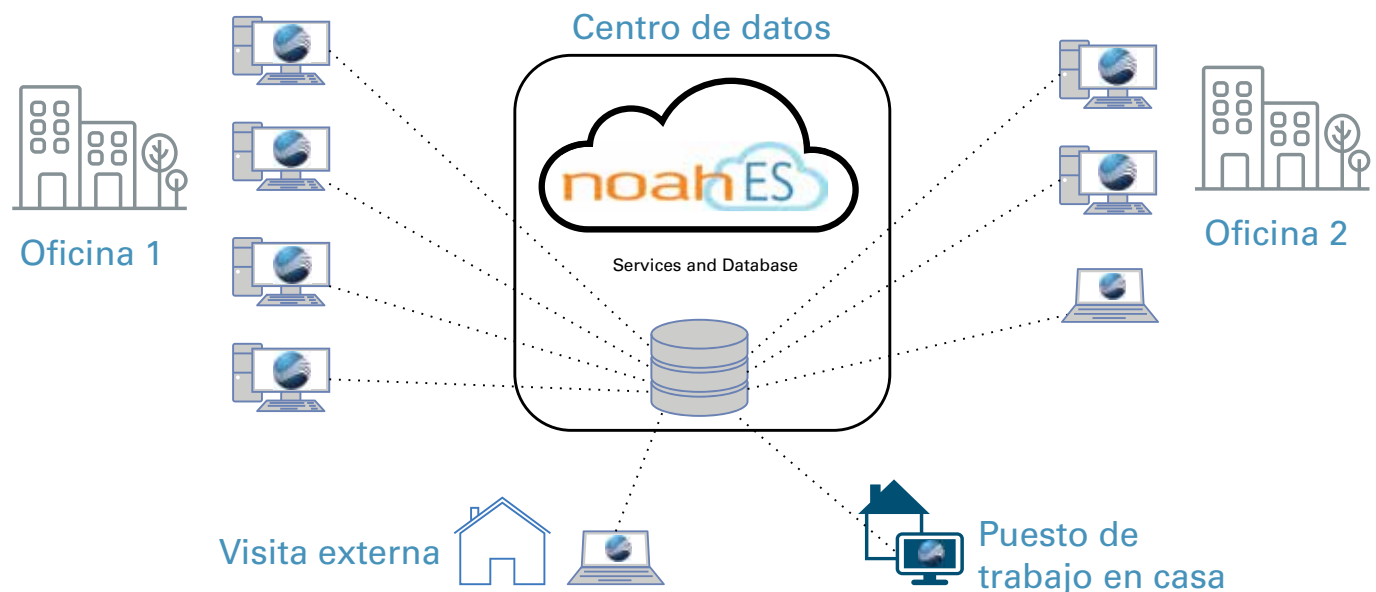 Centro de datos
noahES
Services and Database
Oficina 1
Oficina 2
Visita externa
Puesto de
trabajo en casa